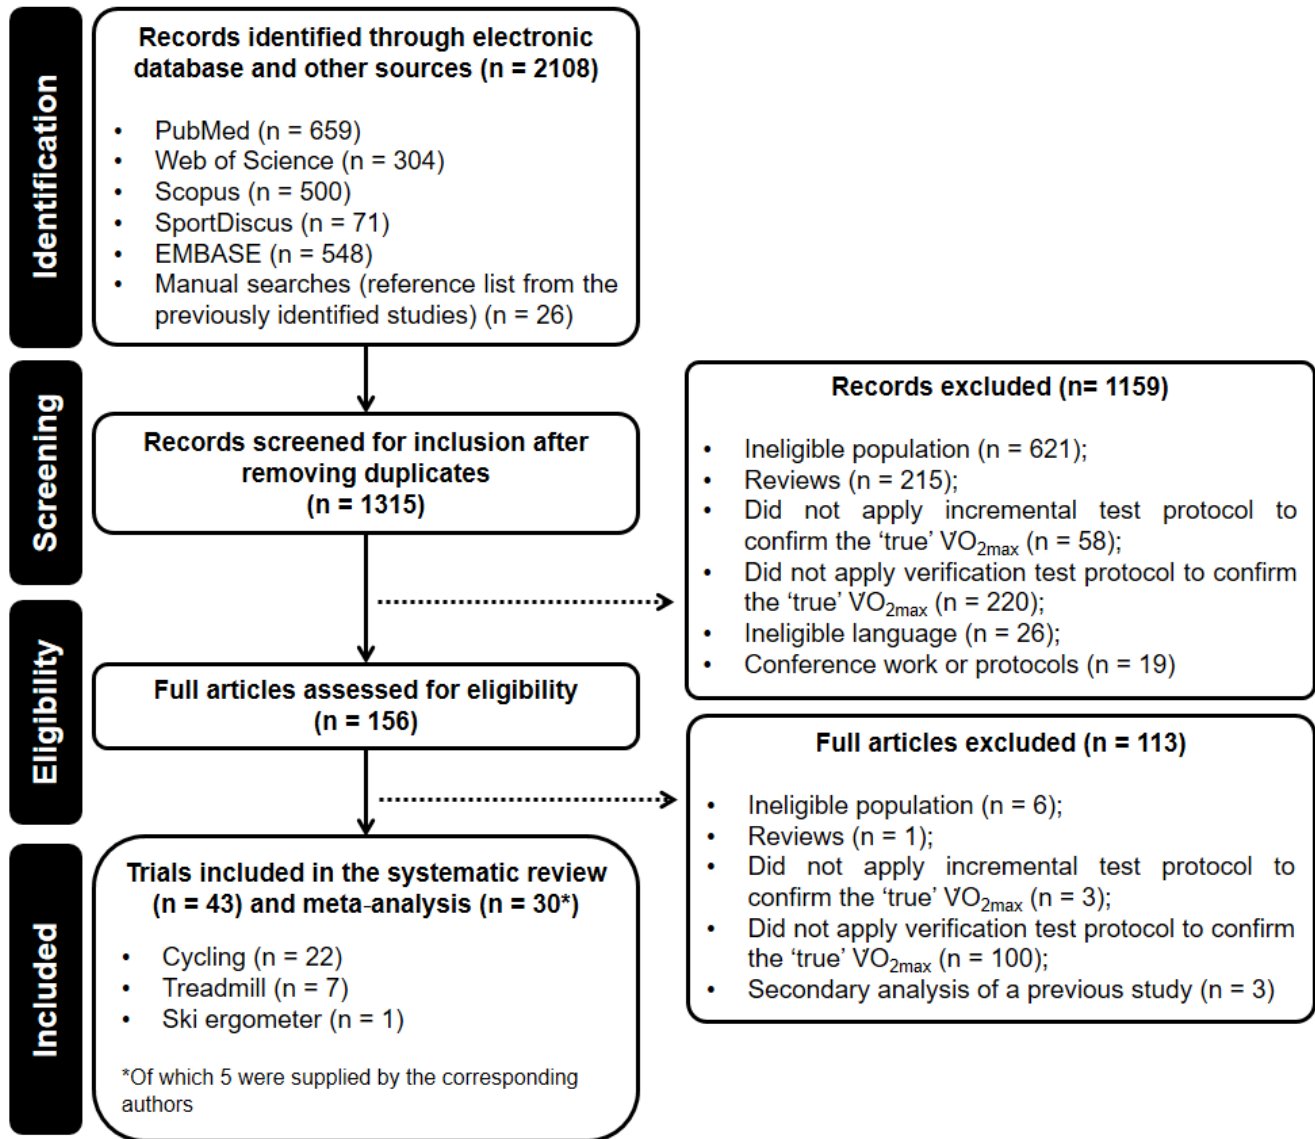 Identification
Records identified through electronic
database and other sources (n = 2108)
• PubMed (n = 659)
• Web of Science (n = 304)
• Scopus (n = 500)
• SportDiscus (n = 71)
• EMBASE (n = 548)
• Manual searches (reference list from the
previously identified studies) (n = 26)
Screening
Records screened for inclusion after
removing duplicates
(n = 1315)
Records excluded (n= 1159)
• Ineligible population (n = 621);
• Reviews (n = 215);
• Did not apply incremental test protocol to
confirm the ‘true’ V̇O₂max (n = 58);
• Did not apply verification test protocol to confirm
the ‘true’ V̇O₂max (n = 220);
• Ineligible language (n = 26);
• Conference work or protocols (n = 19)
Eligibility
Full articles assessed for eligibility
(n = 156)
Full articles excluded (n = 113)
• Ineligible population (n = 6);
• Reviews (n = 1);
• Did not apply incremental test protocol to
confirm the ‘true’ V̇O₂max (n = 3);
• Did not apply verification test protocol to confirm
the ‘true’ V̇O₂max (n = 100);
• Secondary analysis of a previous study (n = 3)
Included
Trials included in the systematic review
(n = 43) and meta-analysis (n = 30*)
• Cycling (n = 22)
• Treadmill (n = 7)
• Ski ergometer (n = 1)
*Of which 5 were supplied by the corresponding
authors